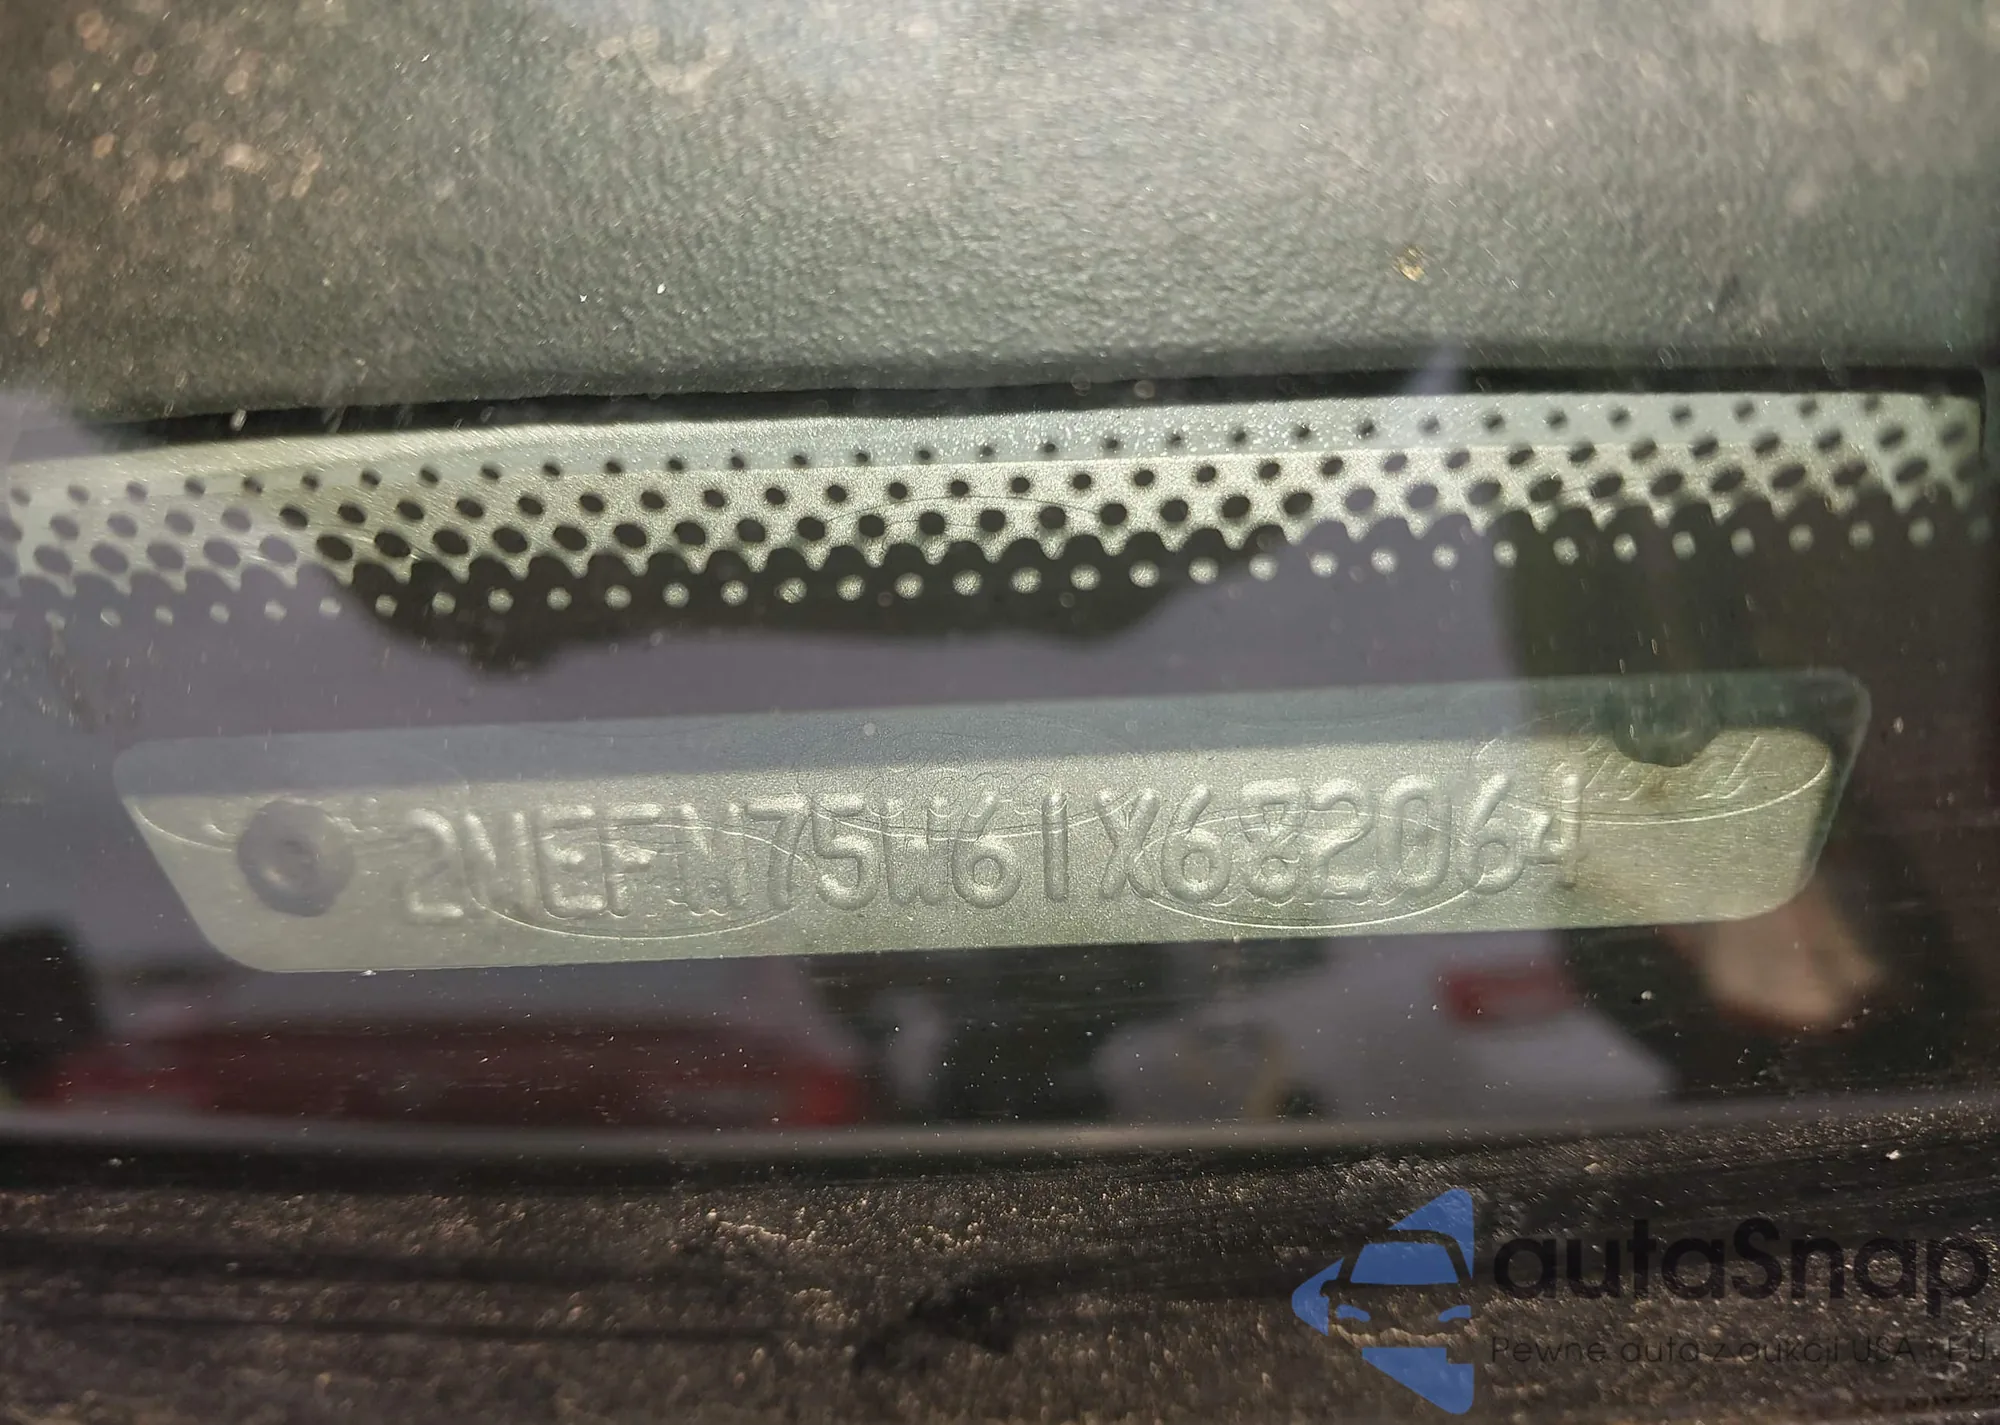 2MEFM75W61X682064
autaSnap
Pewne auta z aukcji USA i EU